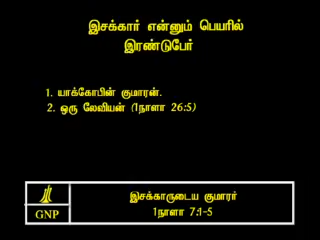 இசக்கார் என்னும் பெயரில்
இரண்டுபேர்
1. யாக்கோபின் குமாரன்.
2. ஒரு லேவியன் (1நாளா 26:5)
இசக்காருடைய குமாரர்
1நாளா 7:1-5
GNP